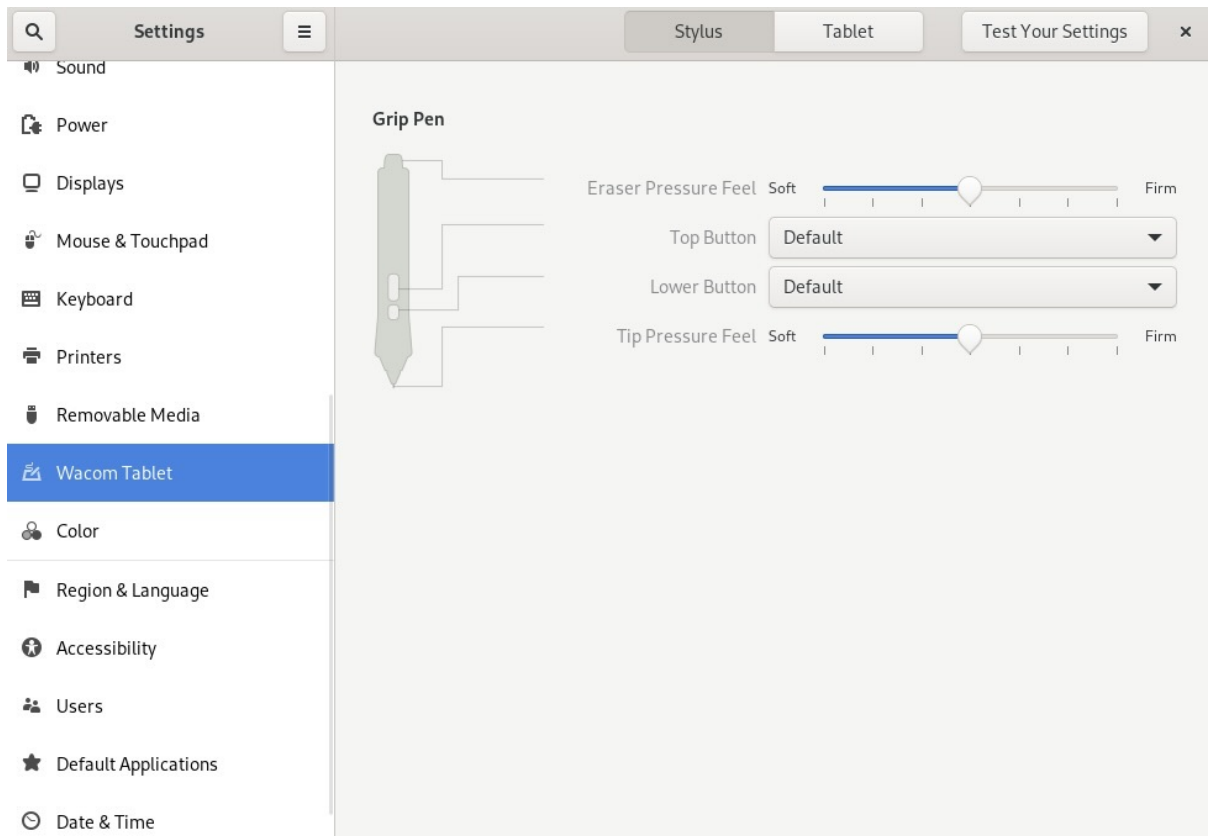 Settings
Stylus
Tablet
Test Your Settings
Sound
Power
Displays
Mouse & Touchpad
Keyboard
Printers
Removable Media
Wacom Tablet
Color
Region & Language
Accessibility
Users
Default Applications
Date & Time
Grip Pen
Eraser Pressure Feel Soft Firm
Top Button Default
Lower Button Default
Tip Pressure Feel Soft Firm